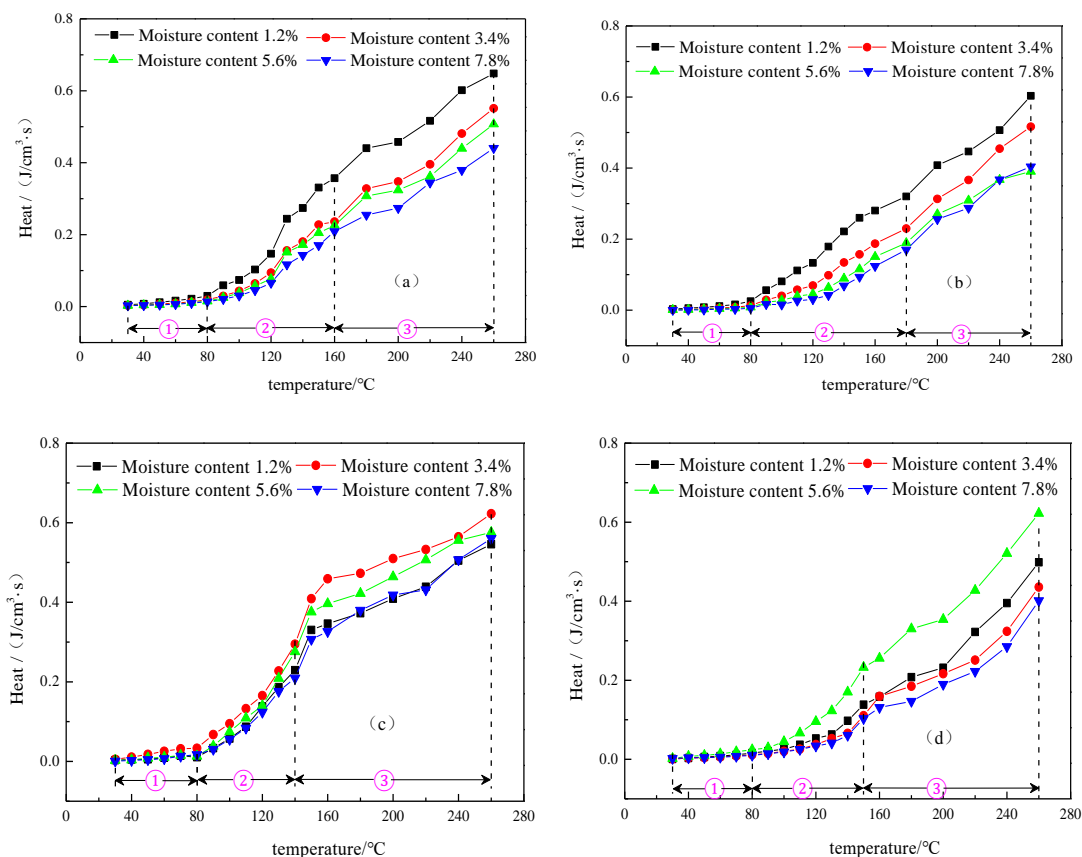 0.8
0.6
0.4
0.2
0.0
Heat /（J/cm³·s）
Moisture content 1.2% Moisture content 3.4%
Moisture content 5.6% Moisture content 7.8%
（a）
① ② ③
0 40 80 120 160 200 240 280
temperature/°C
0.8
0.6
0.4
0.2
0.0
Heat /（J/cm³·s）
Moisture content 1.2% Moisture content 3.4%
Moisture content 5.6% Moisture content 7.8%
（b）
① ② ③
0 40 80 120 160 200 240 280
temperature/°C
0.8
0.6
0.4
0.2
0.0
Heat /（J/cm³·s）
Moisture content 1.2% Moisture content 3.4%
Moisture content 5.6% Moisture content 7.8%
（c）
① ② ③
0 40 80 120 160 200 240 280
temperature/°C
0.8
0.6
0.4
0.2
0.0
Heat /（J/cm³·s）
Moisture content 1.2% Moisture content 3.4%
Moisture content 5.6% Moisture content 7.8%
（d）
① ② ③
0 40 80 120 160 200 240 280
temperature/°C